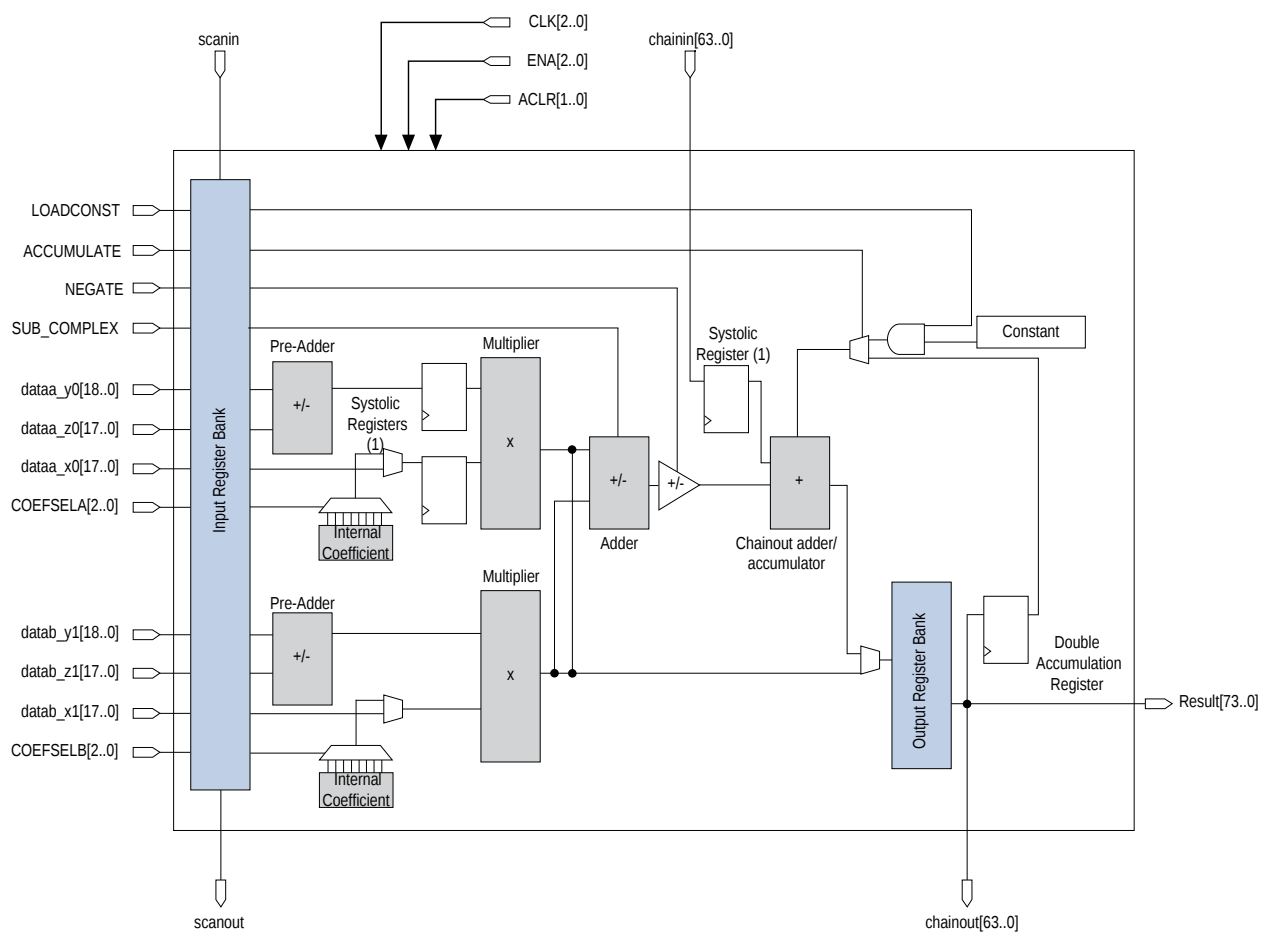 CLK[2..0]
scanin
chainin[63..0]
ENA[2..0]
ACLR[1..0]
LOADCONST
ACCUMULATE
NEGATE
SUB_COMPLEX
dataa_y0[18..0]
dataa_z0[17..0]
dataa_x0[17..0]
COEFSELA[2..0]
datab_y1[18..0]
datab_z1[17..0]
datab_x1[17..0]
COEFSELB[2..0]
Input Register Bank
Pre-Adder
+/-
Systolic
Registers
(1)
Internal
Coefficient
Multiplier
x
Pre-Adder
+/-
Internal
Coefficient
Multiplier
x
+/-
Adder
+/-
Systolic
Register (1)
+
Chainout adder/
accumulator
Constant
Output Register Bank
Double
Accumulation
Register
Result[73..0]
scanout
chainout[63..0]